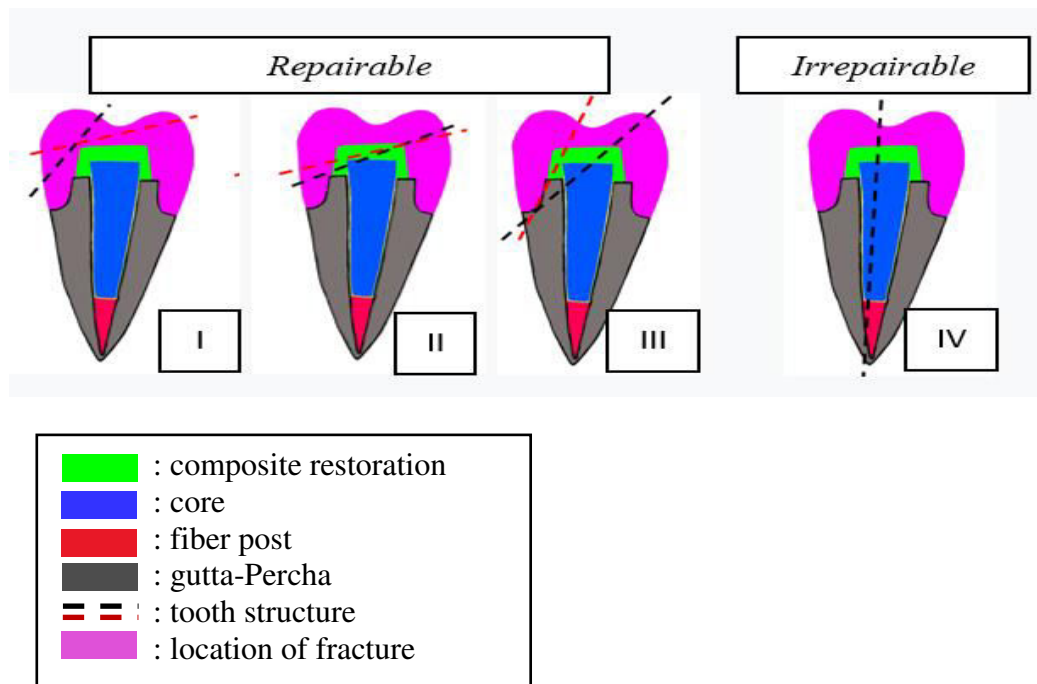 Repairable
Irrepairable
I
II
III
IV
: composite restoration
: core
: fiber post
: gutta-Percha
: tooth structure
: location of fracture